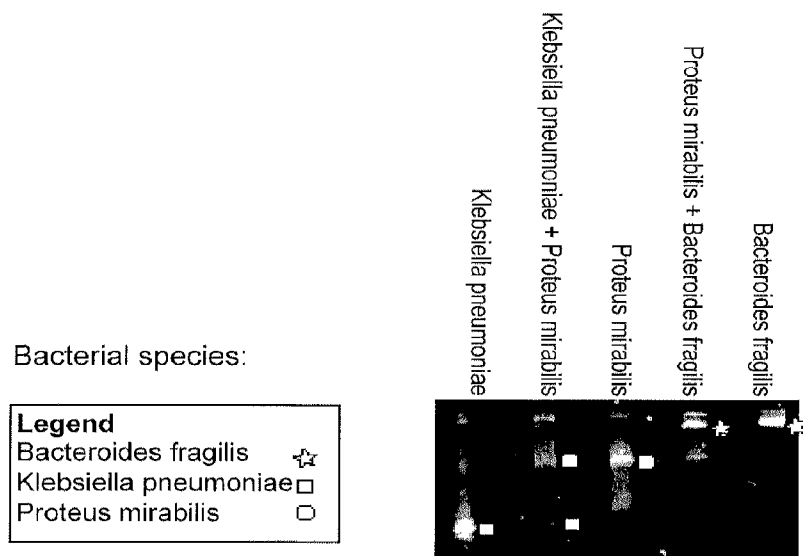 Klebsiella pneumoniae
Klebsiella pneumoniae + Proteus mirabilis
Proteus mirabilis
Proteus mirabilis + Bacteroides fragilis
Bacteroides fragilis
Bacterial species:
Legend
Bacteroides fragilis
Klebsiella pneumoniae
Proteus mirabilis